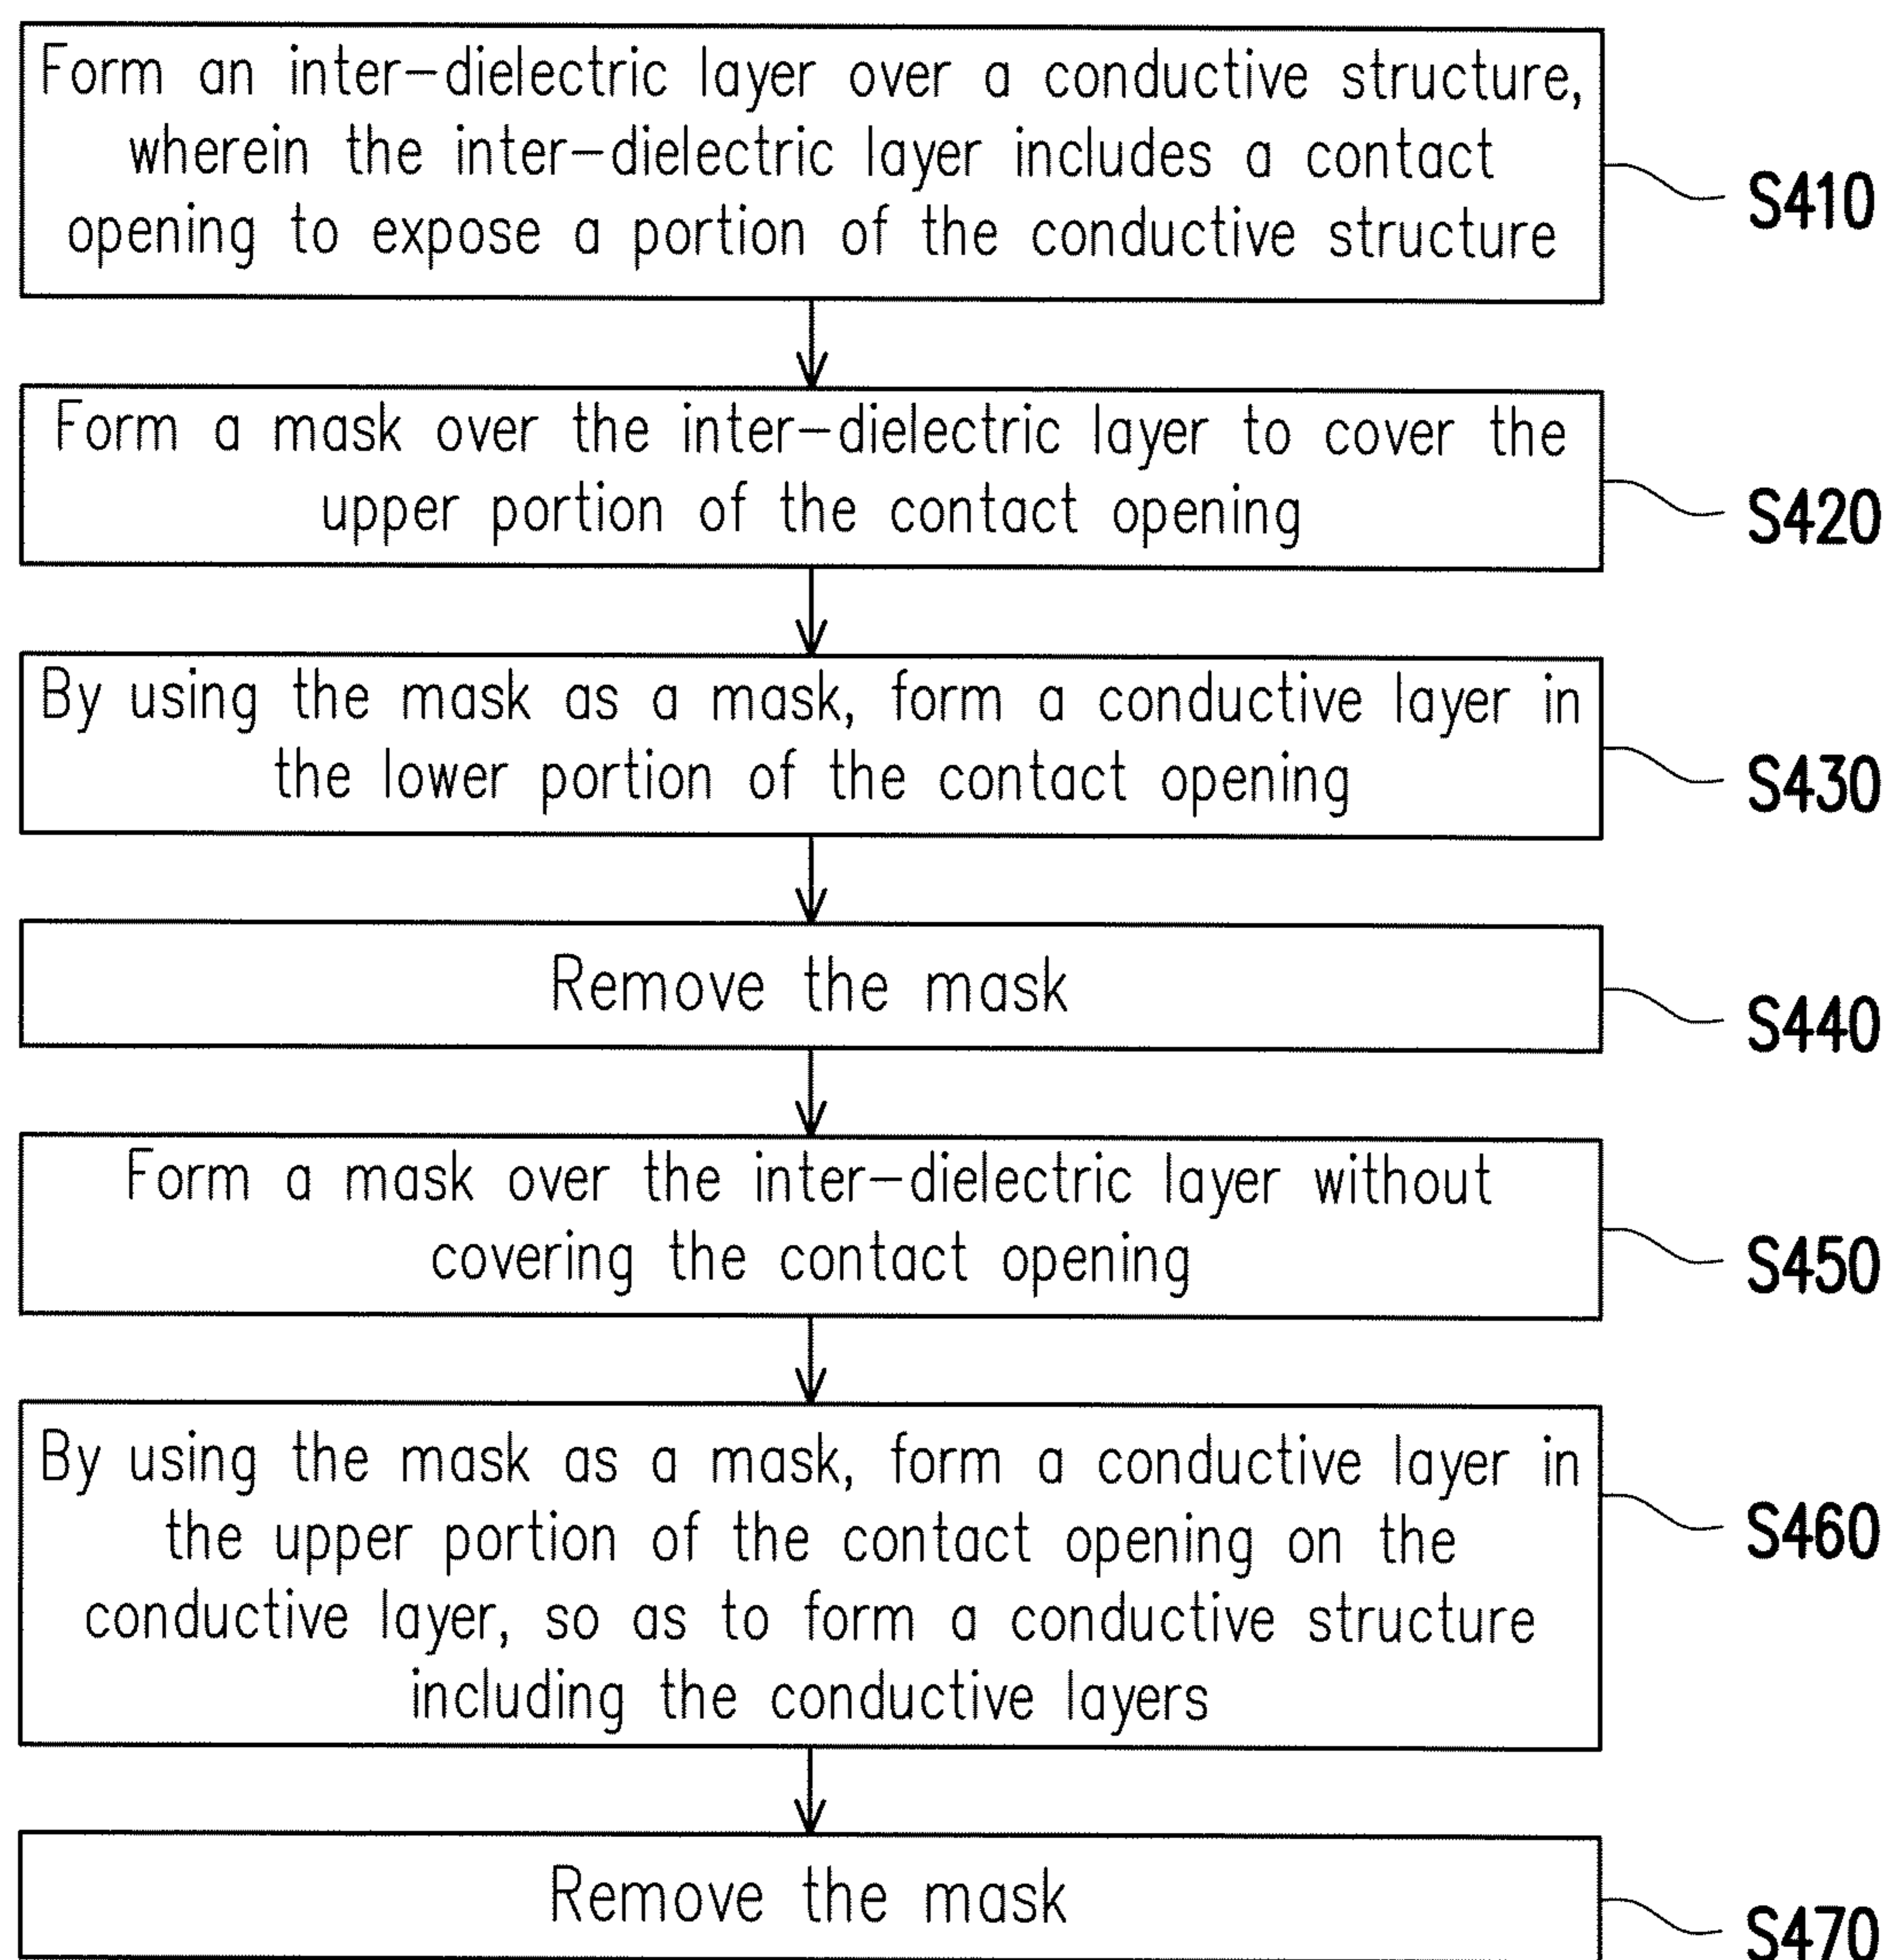 Form an inter-dielectric layer over a conductive structure,
wherein the inter-dielectric layer includes a contact
opening to expose a portion of the conductive structure
S410
Form a mask over the inter-dielectric layer to cover the
upper portion of the contact opening
S420
By using the mask as a mask, form a conductive layer in
the lower portion of the contact opening
S430
Remove the mask
S440
Form a mask over the inter-dielectric layer without
covering the contact opening
S450
By using the mask as a mask, form a conductive layer in
the upper portion of the contact opening on the
conductive layer, so as to form a conductive structure
including the conductive layers
S460
Remove the mask
S470